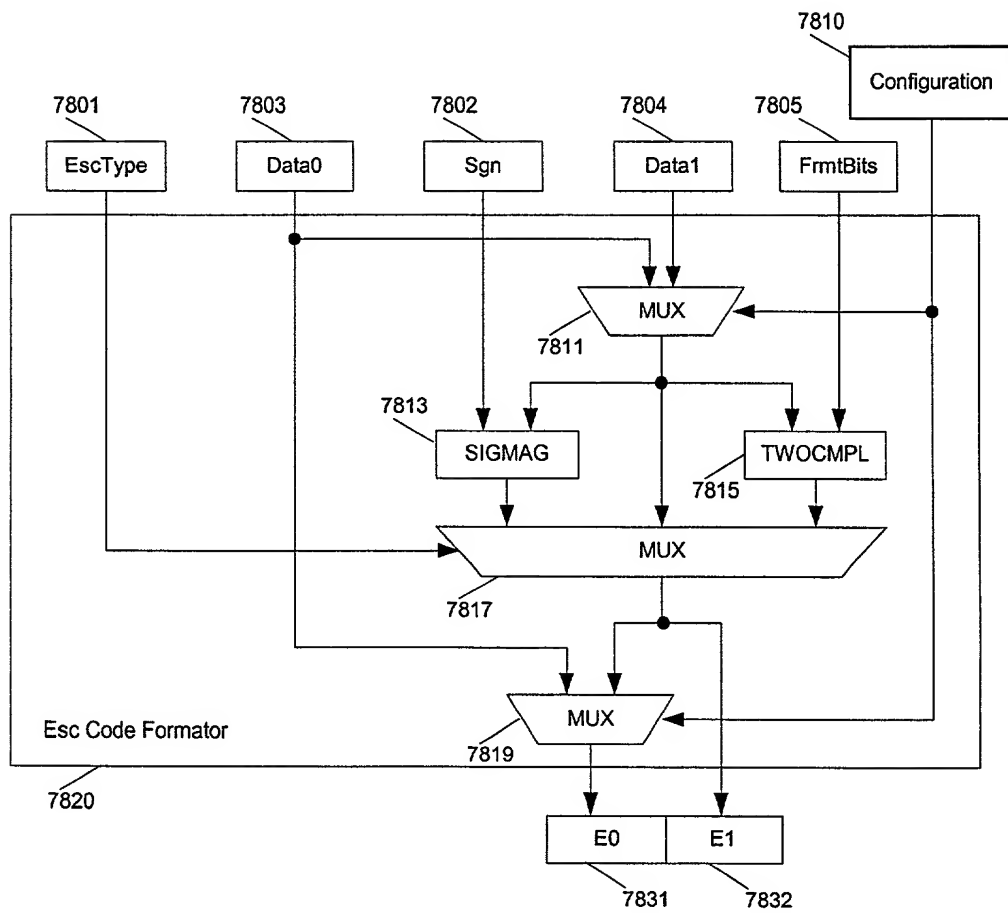 7810
Configuration
7801
7803
7802
7804
7805
EscType
Data0
Sgn
Data1
FrmtBits
MUX
7811
7813
SIGMAG
TWOCMPL
7815
MUX
7817
MUX
Esc Code Formator
7819
7820
E0
E1
7831
7832